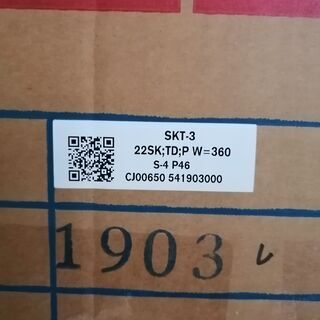 SKT-3
22SK;TD;P W=360
S-4 P46
CJ00650 541903000
1903